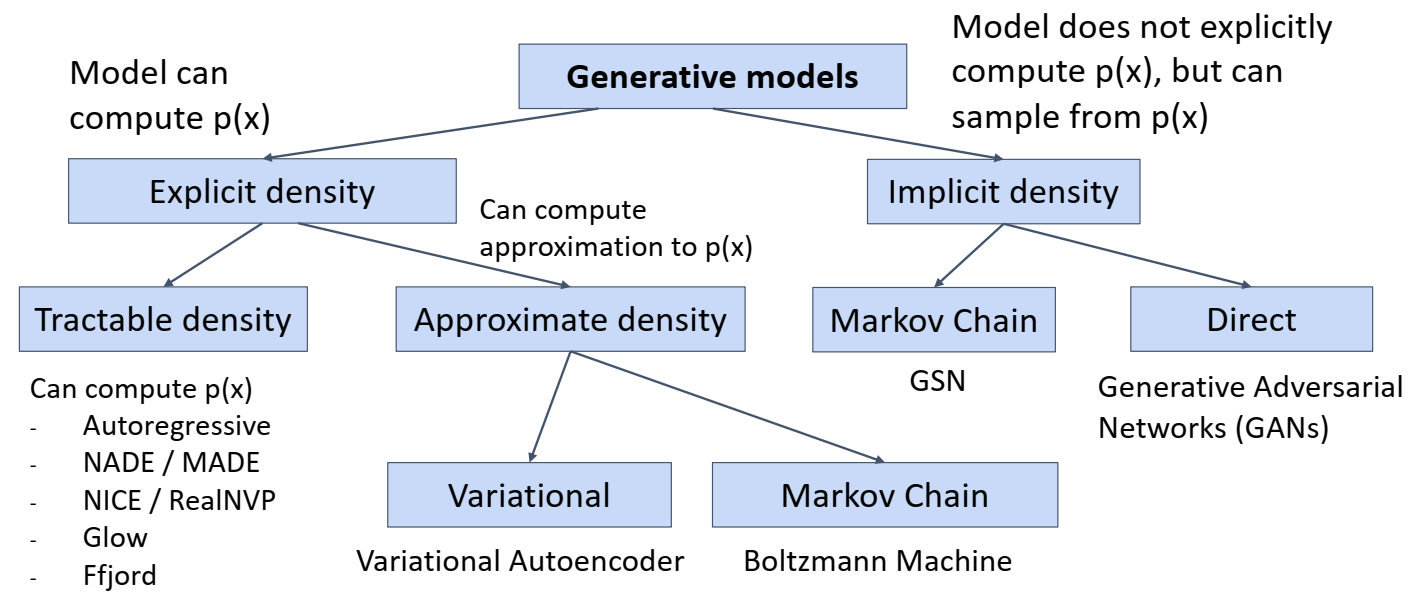 Generative models
Model can
compute p(x)
Model does not explicitly
compute p(x), but can
sample from p(x)
Explicit density
Implicit density
Can compute
approximation to p(x)
Tractable density
Approximate density
Markov Chain
Direct
Can compute p(x)
- Autoregressive
- NADE / MADE
- NICE / RealNVP
- Glow
- Ffjord
GSN
Generative Adversarial
Networks (GANs)
Variational
Markov Chain
Variational Autoencoder
Boltzmann Machine